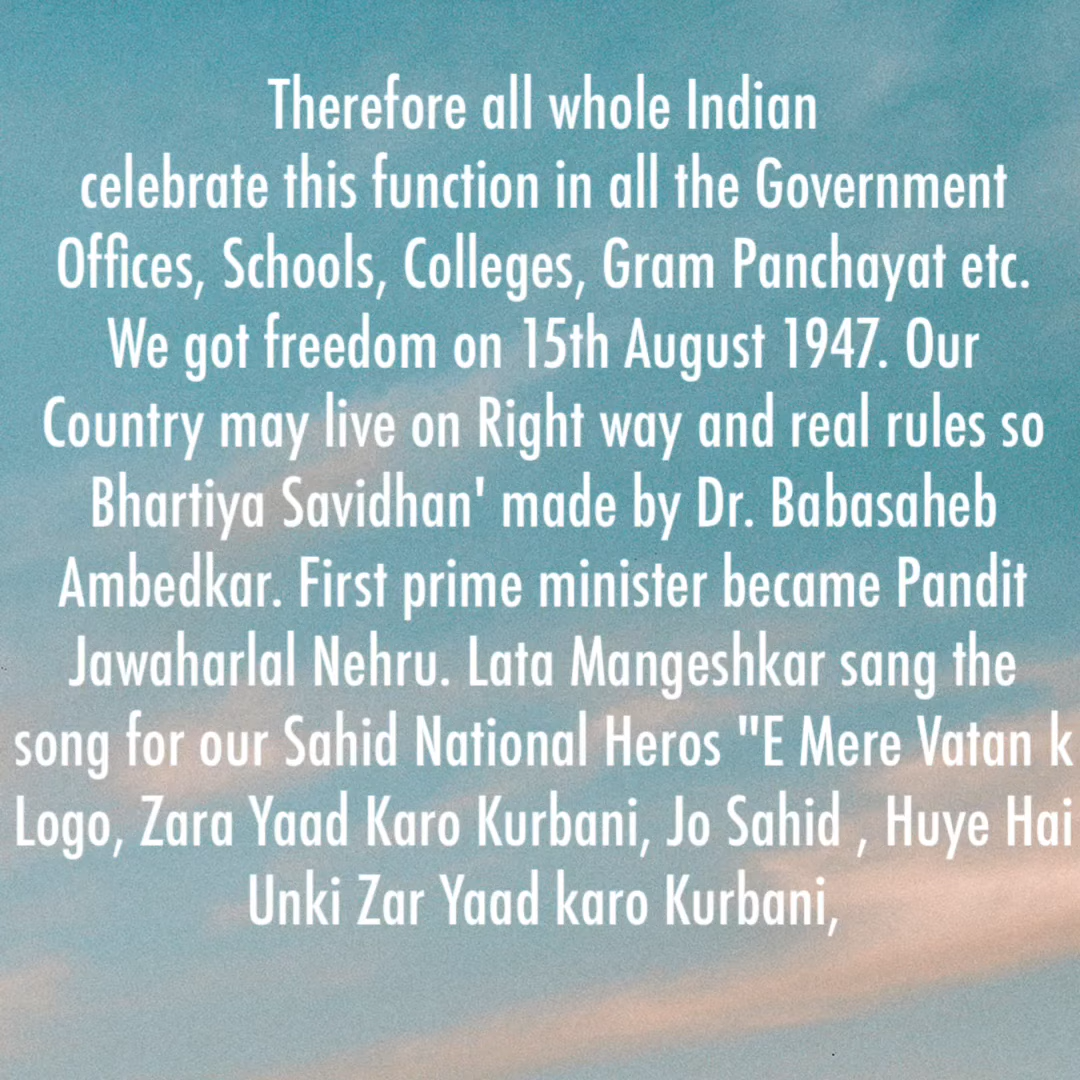 Therefore all whole Indian
celebrate this function in all the Government
Offices, Schools, Colleges, Gram Panchayat etc.
We got freedom on 15th August 1947. Our
Country may live on Right way and real rules so
Bhartiya Savidhan' made by Dr. Babasaheb
Ambedkar. First prime minister became Pandit
Jawaharlal Nehru. Lata Mangeshkar sang the
song for our Sahid National Heros "E Mere Vatan k
Logo, Zara Yaad Karo Kurbani, Jo Sahid , Huye Hai
Unki Zar Yaad karo Kurbani,